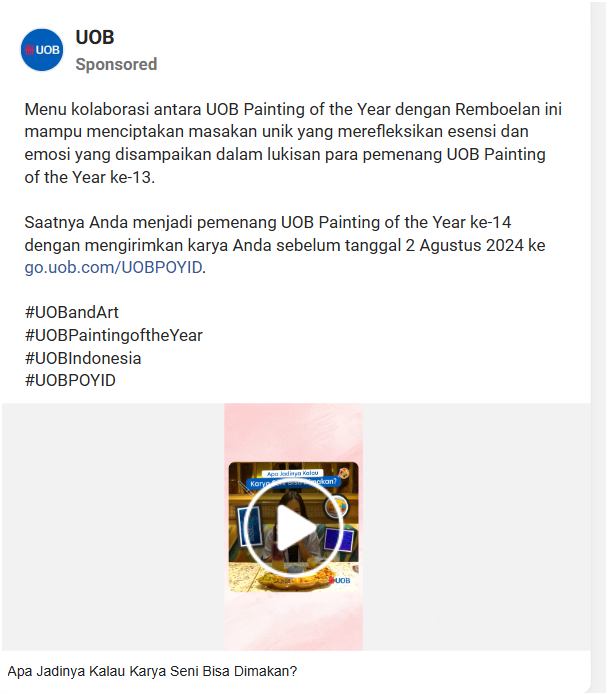 UOB
UOB
Sponsored
Menu kolaborasi antara UOB Painting of the Year dengan Remboelan ini
mampu menciptakan masakan unik yang merefleksikan esensi dan
emosi yang disampaikan dalam lukisan para pemenang UOB Painting
of the Year ke-13.
Saatnya Anda menjadi pemenang UOB Painting of the Year ke-14
dengan mengirimkan karya Anda sebelum tanggal 2 Agustus 2024 ke
go.uob.com/UOBPOYID.
#UOBandArt
#UOBPaintingoftheYear
#UOBIndonesia
#UOBPOYID
Apa Jadinya Kalau
Karya Seni Bisa Dimakan?
UOB
Apa Jadinya Kalau Karya Seni Bisa Dimakan?